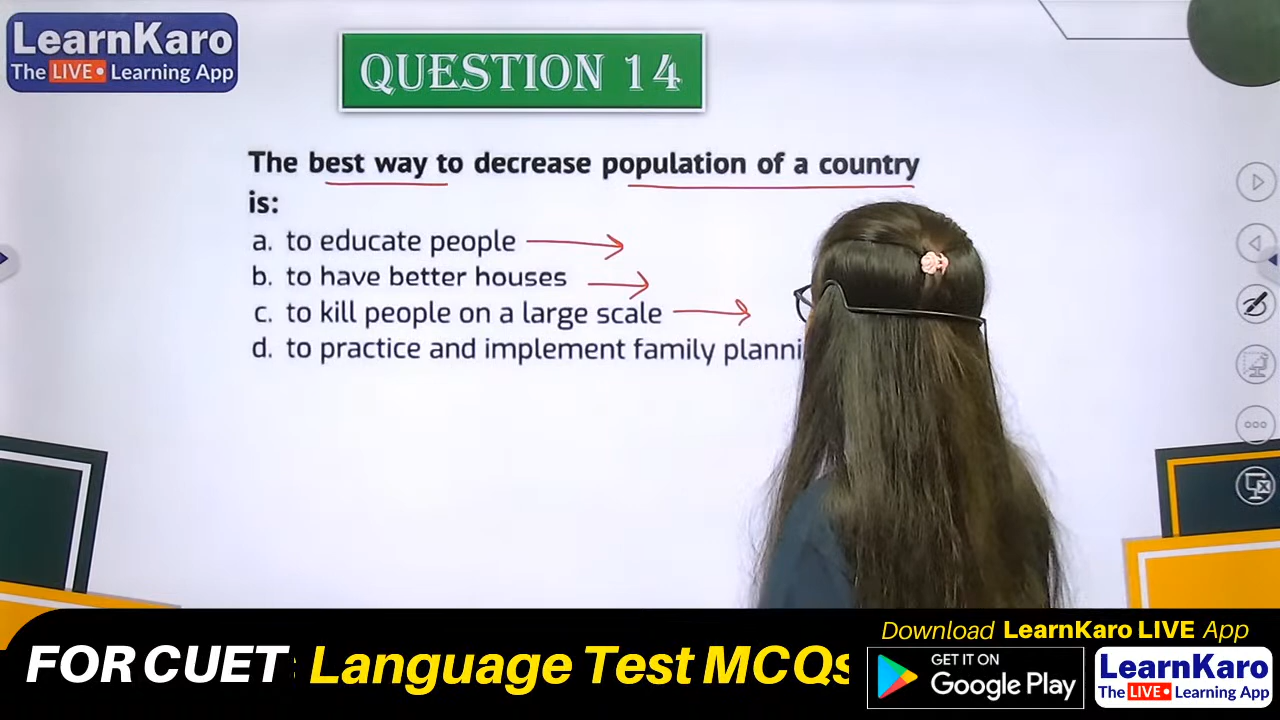 LearnKaro
The LIVE Learning App
QUESTION 14
The best way to decrease population of a country
is:
a. to educate people
b. to have better houses
c. to kill people on a large scale
d. to practice and implement family
FOR CUET Language Test MCQs
Download LearnKaro LIVE App
GET IT ON
Google Play
LearnKaro
The LIVE Learning App